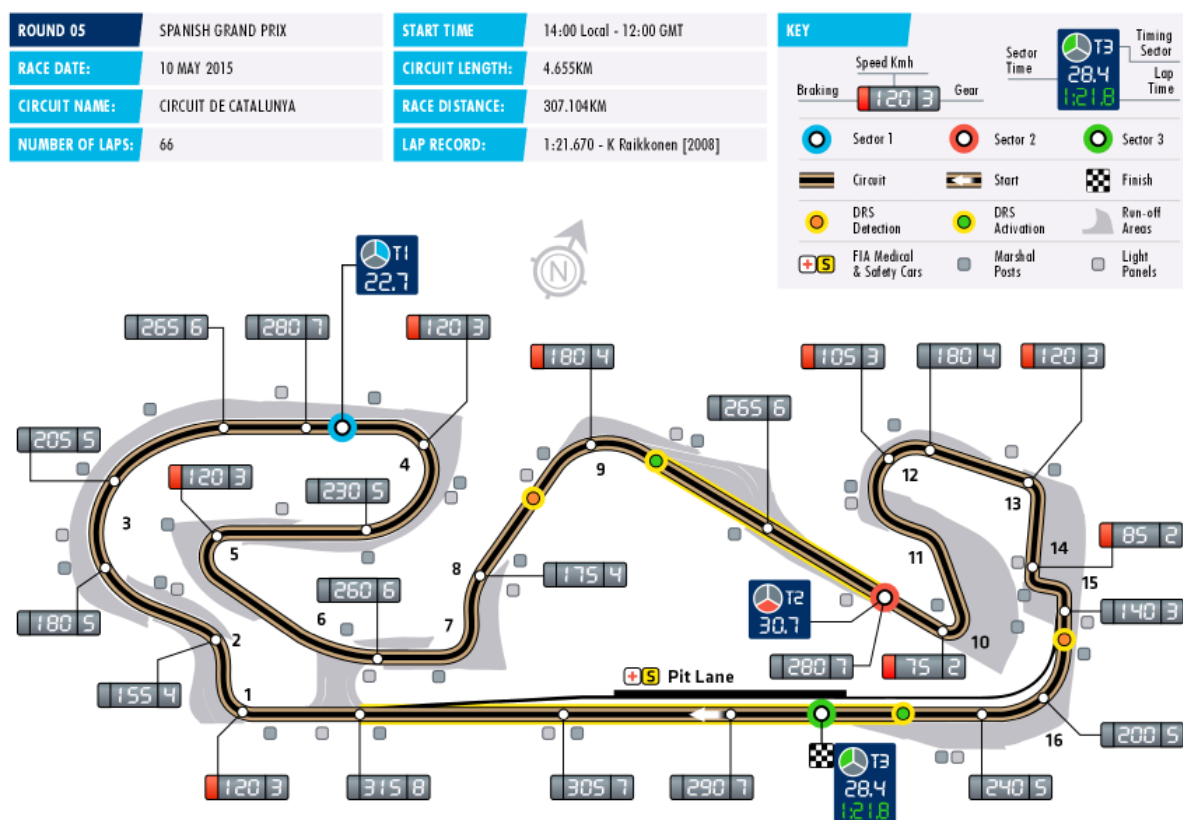 ROUND 05 SPANISH GRAND PRIX
RACE DATE: 10 MAY 2015
CIRCUIT NAME: CIRCUIT DE CATALUNYA
NUMBER OF LAPS: 66
START TIME 14:00 Local - 12:00 GMT
CIRCUIT LENGTH: 4.655KM
RACE DISTANCE: 307.104KM
LAP RECORD: 1:21.670 - K Raikkonen [2008]
KEY
Speed Kmh
Braking 120 3 Gear
Sector Time
T3
28.4
1:21.8
Timing Sector
Lap Time
Sector 1 Sector 2 Sector 3
Circuit Start Finish
DRS Detection DRS Activation Run-off Areas
+ S FIA Medical & Safety Cars Marshal Posts Light Panels
N
T1
22.7
265 6
280 7
120 3
180 4
105 3
180 4
120 3
265 6
205 5
120 3
230 5
4
9
12
13
3
5
11
14
85 2
15
8
175 4
260 6
6
7
T2
30.7
140 3
180 5
2
10
280 7
75 2
155 4
1
+ S Pit Lane
16
200 5
120 3
315 8
305 7
290 7
T3
28.4
1:21.8
240 5